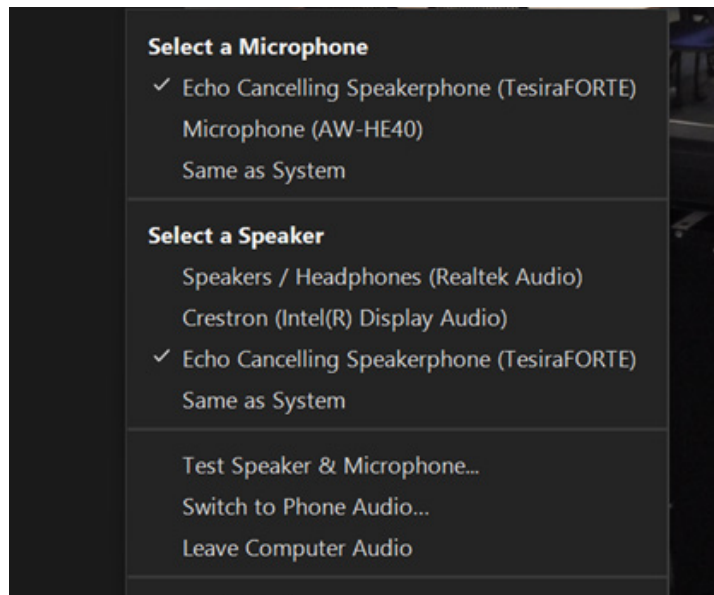 Select a Microphone
✓ Echo Cancelling Speakerphone (TesiraFORTE)
Microphone (AW-HE40)
Same as System
Select a Speaker
Speakers / Headphones (Realtek Audio)
Crestron (Intel(R) Display Audio)
✓ Echo Cancelling Speakerphone (TesiraFORTE)
Same as System
Test Speaker & Microphone...
Switch to Phone Audio...
Leave Computer Audio